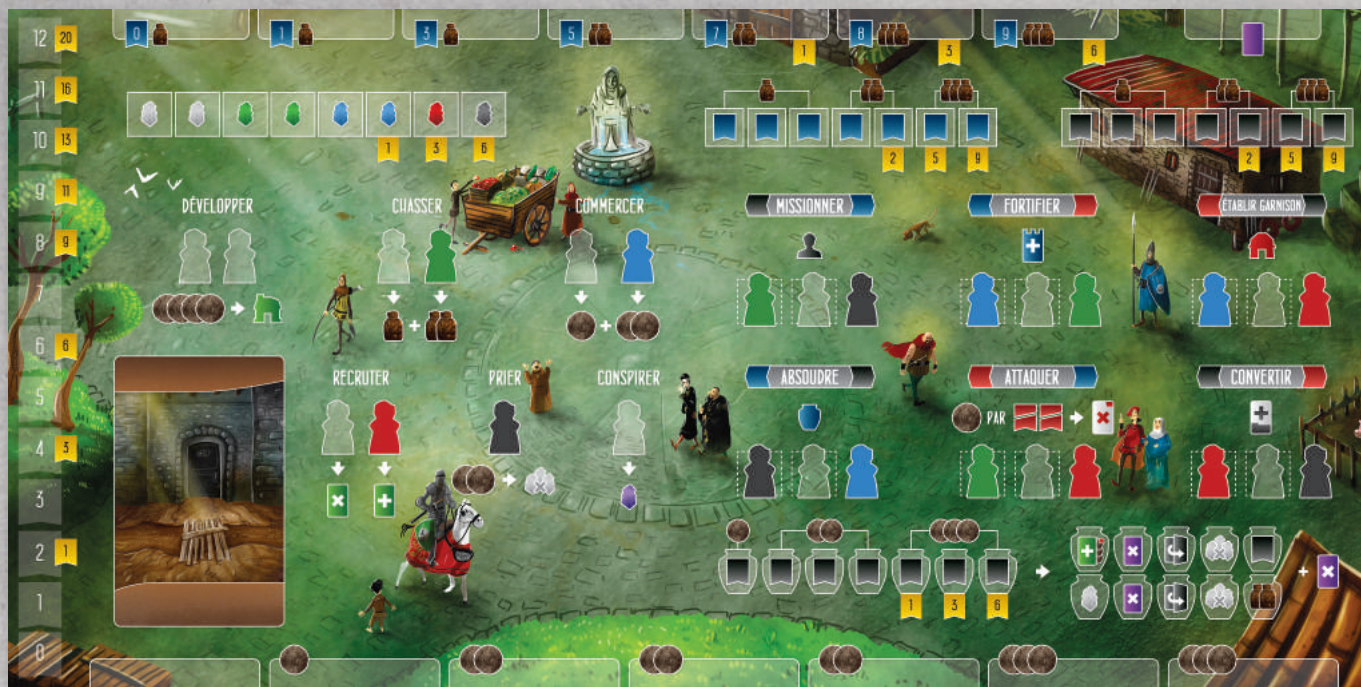 12 20
0
1
3
5
7
1
8
3
9
6
11 16
10 13
1 3 6
2 5 9
2 5 9
9 11
DÉVELOPPER
CHASSER
COMMERCER
MISSIONNER
FORTIFIER
ÉTABLIR GARNISON
8 9
7
6 6
RECRUTER
PRIER
CONSPIRER
ABSOUDRE
ATTAQUER
CONVERTIR
5
PAR
4 3
3
2 1
1
1 3 6
0